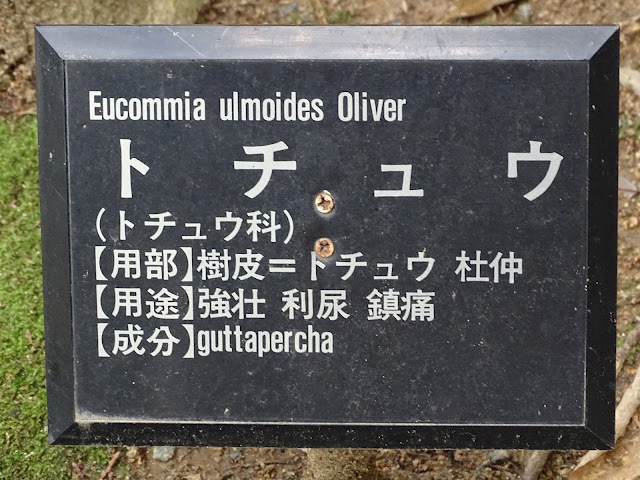 Eucommia ulmoides Oliver
トチュウ
(トチュウ科)
【用部】樹皮=トチュウ 杜仲
【用途】強壮 利尿 鎮痛
【成分】guttapercha